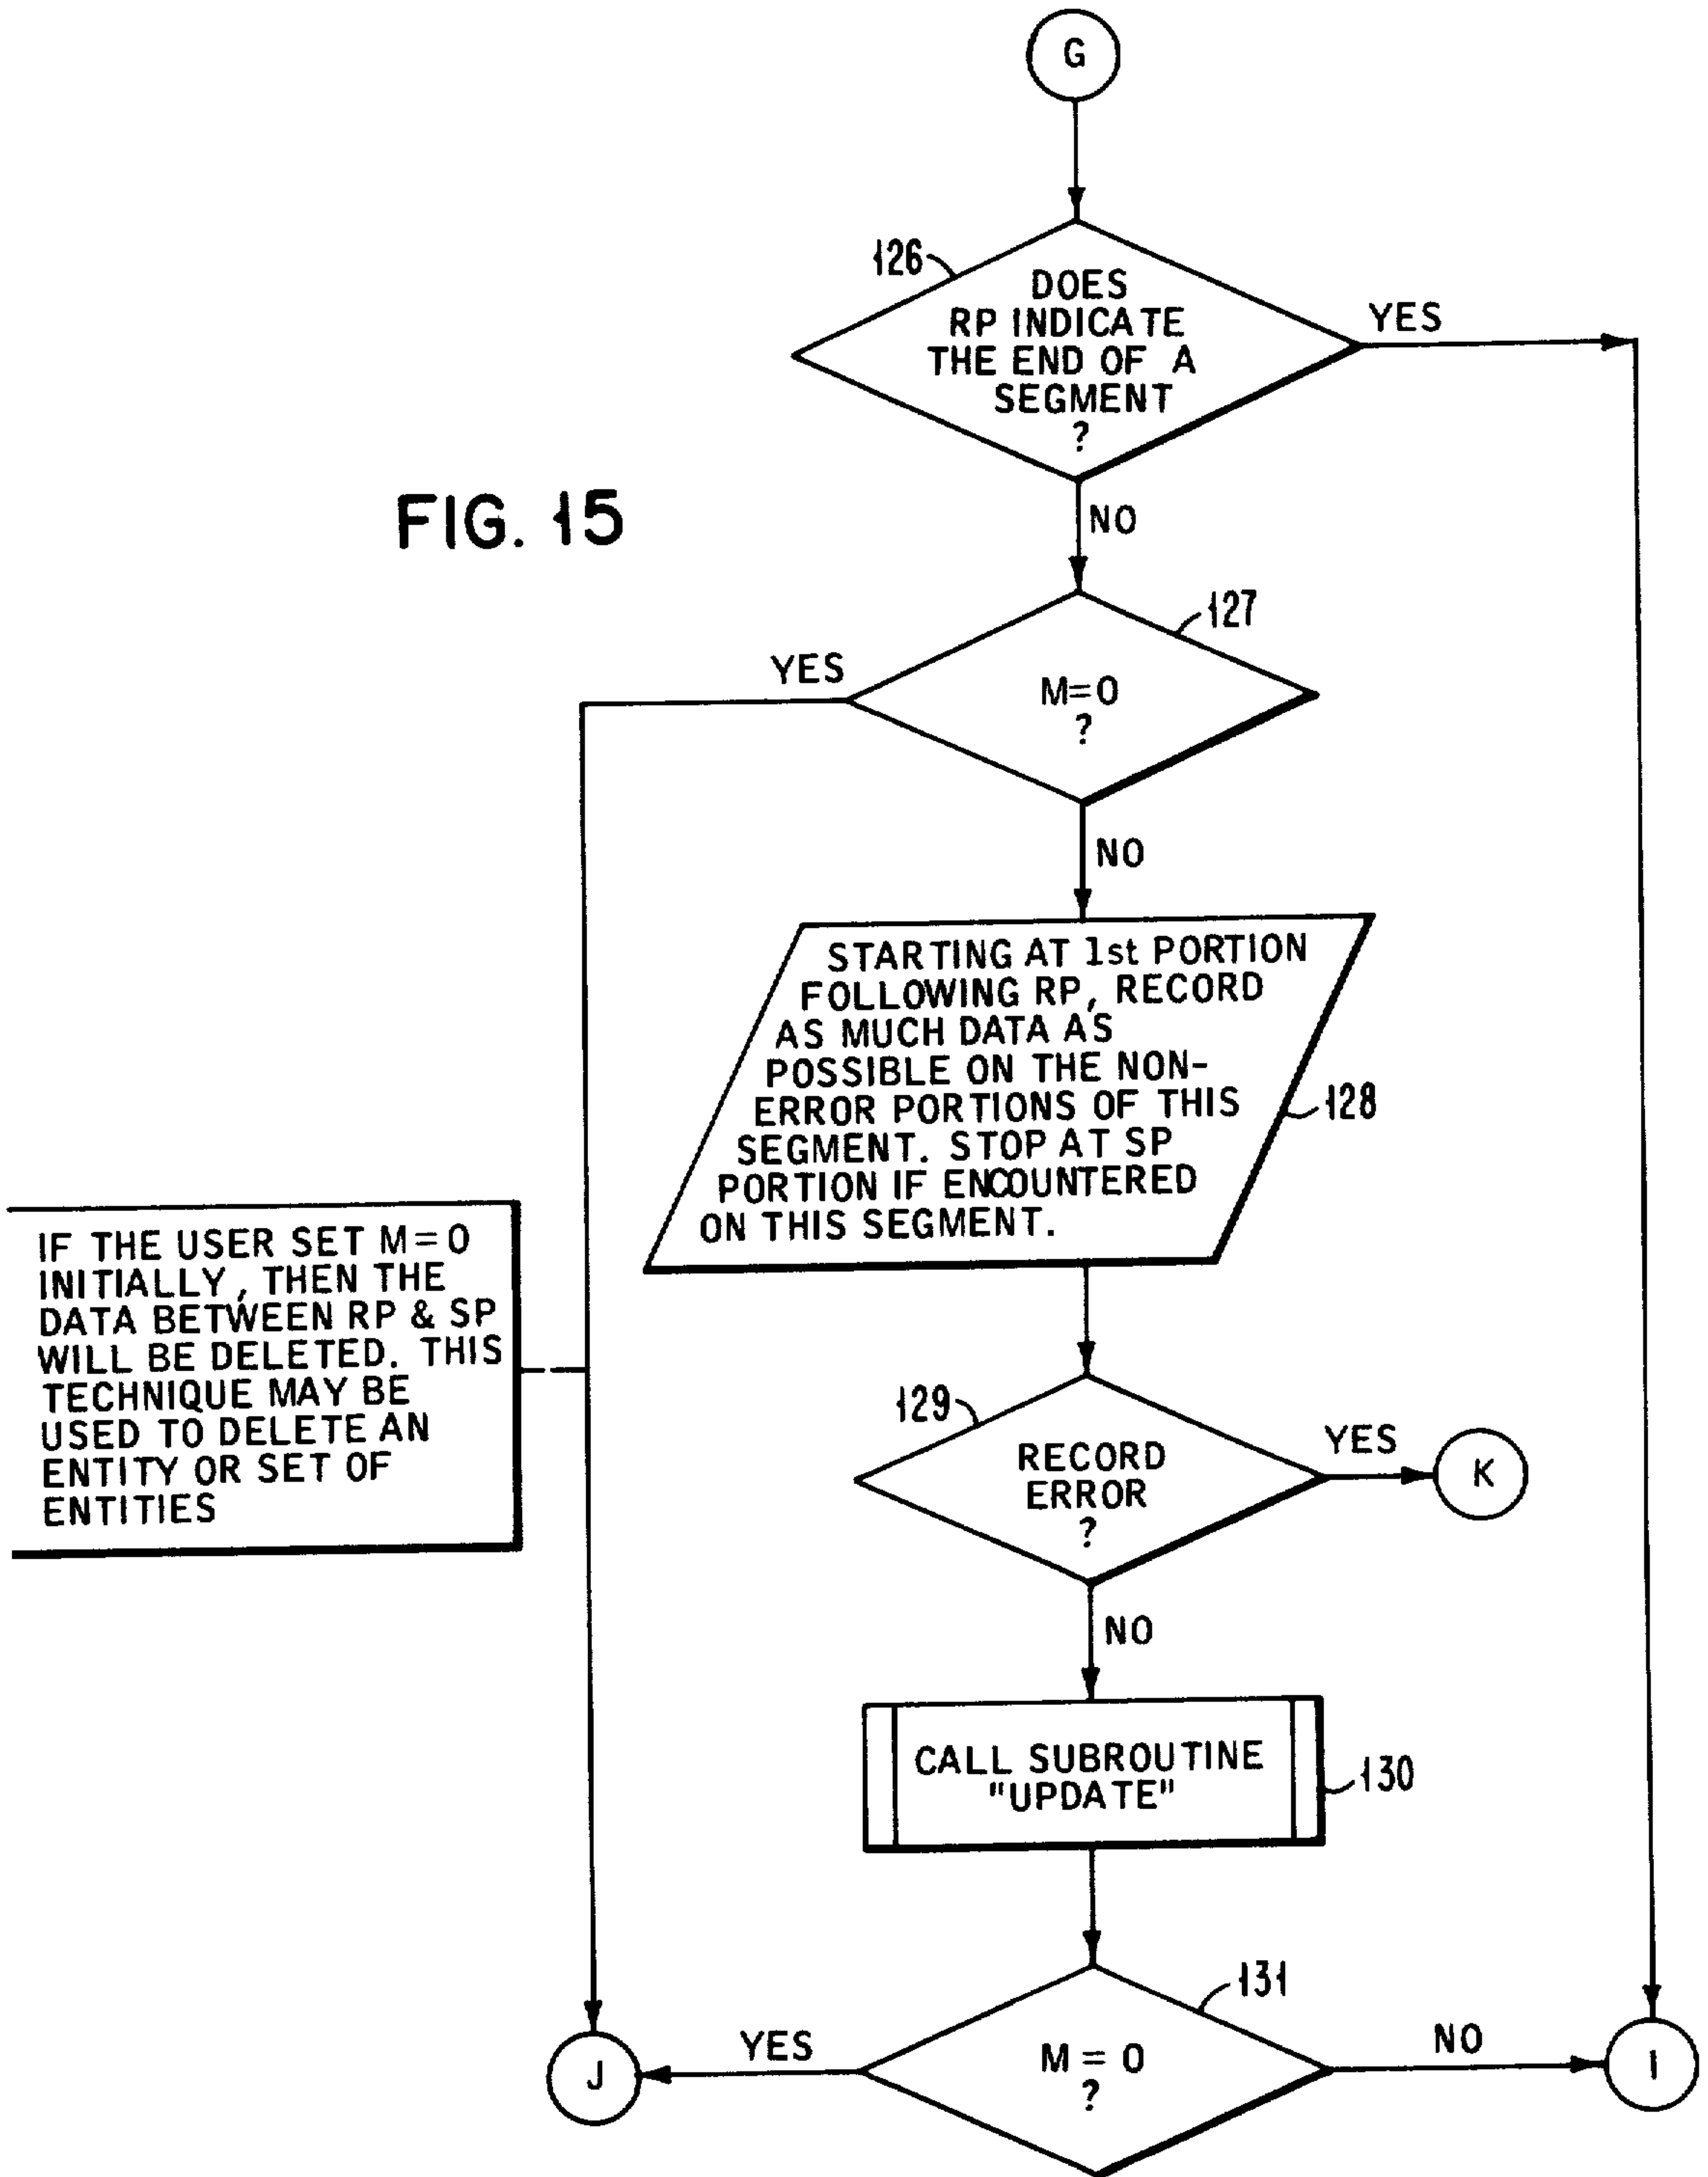 G
126
DOES
RP INDICATE
THE END OF A
SEGMENT
?
YES
NO
FIG. 15
127
YES
M=0
?
NO
STARTING AT 1st PORTION
FOLLOWING RP, RECORD
AS MUCH DATA AS
POSSIBLE ON THE NON-
ERROR PORTIONS OF THIS
SEGMENT. STOP AT SP
PORTION IF ENCOUNTERED
ON THIS SEGMENT.
128
IF THE USER SET M=0
INITIALLY, THEN THE
DATA BETWEEN RP & SP
WILL BE DELETED. THIS
TECHNIQUE MAY BE
USED TO DELETE AN
ENTITY OR SET OF
ENTITIES
129
RECORD
ERROR
?
YES
K
NO
CALL SUBROUTINE
"UPDATE"
130
131
M = 0
?
YES
J
NO
I